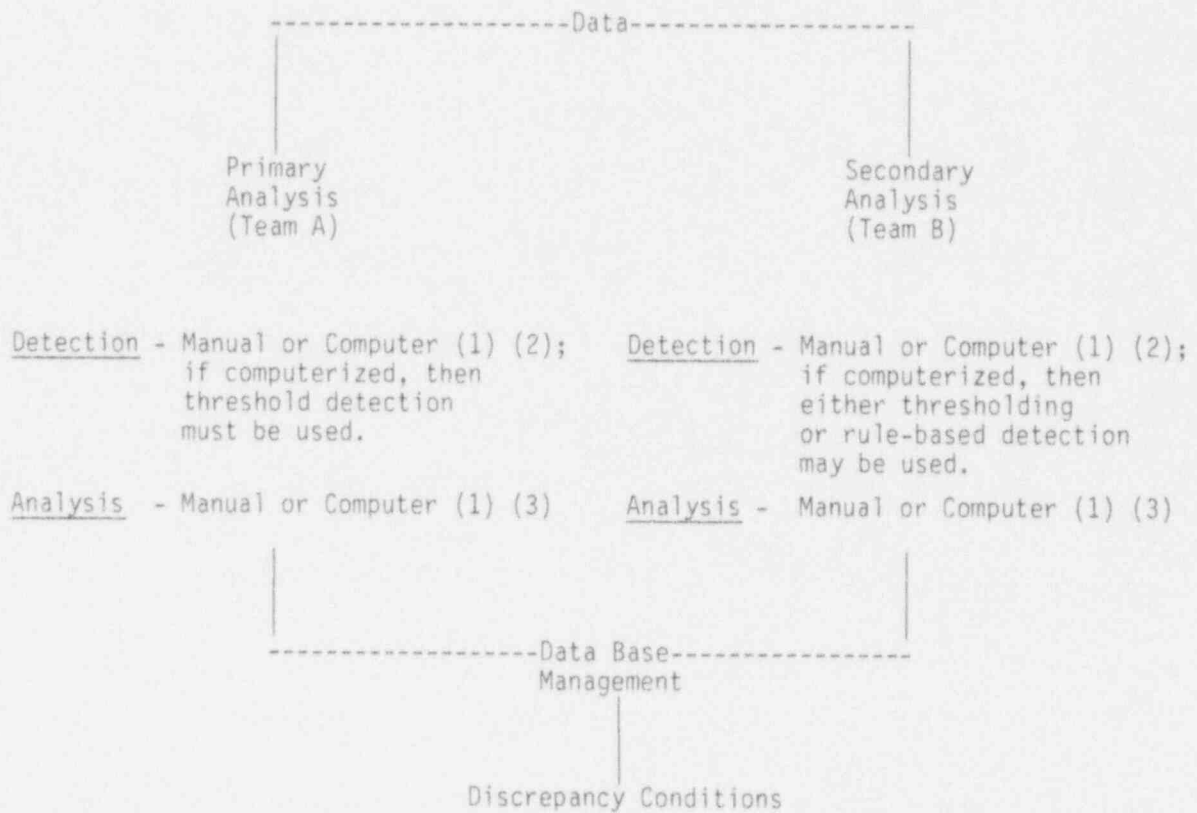 Data
Primary
Analysis
(Team A)
Secondary
Analysis
(Team B)
Detection - Manual or Computer (1) (2);
if computerized, then
threshold detection
must be used.
Detection - Manual or Computer (1) (2);
if computerized, then
either thresholding
or rule-based detection
may be used.
Analysis - Manual or Computer (1) (3)
Analysis - Manual or Computer (1) (3)
Data Base
Management
Discrepancy Conditions